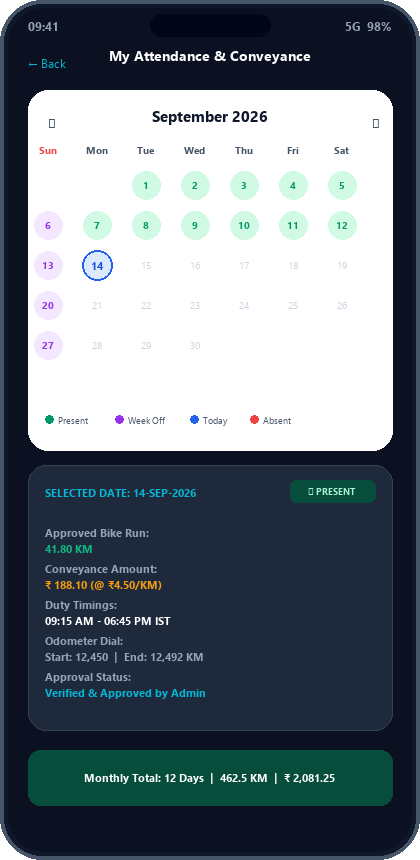 09:41 5G 98%
← Back My Attendance & Conveyance
September 2026
Sun Mon Tue Wed Thu Fri Sat
1 2 3 4 5
6 7 8 9 10 11 12
13 14 15 16 17 18 19
20 21 22 23 24 25 26
27 28 29 30
Present Week Off Today Absent
SELECTED DATE: 14-SEP-2026 PRESENT
Approved Bike Run:
41.80 KM
Conveyance Amount:
₹ 188.10 (@ ₹4.50/KM)
Duty Timings:
09:15 AM - 06:45 PM IST
Odometer Dial:
Start: 12,450 | End: 12,492 KM
Approval Status:
Verified & Approved by Admin
Monthly Total: 12 Days | 462.5 KM | ₹ 2,081.25